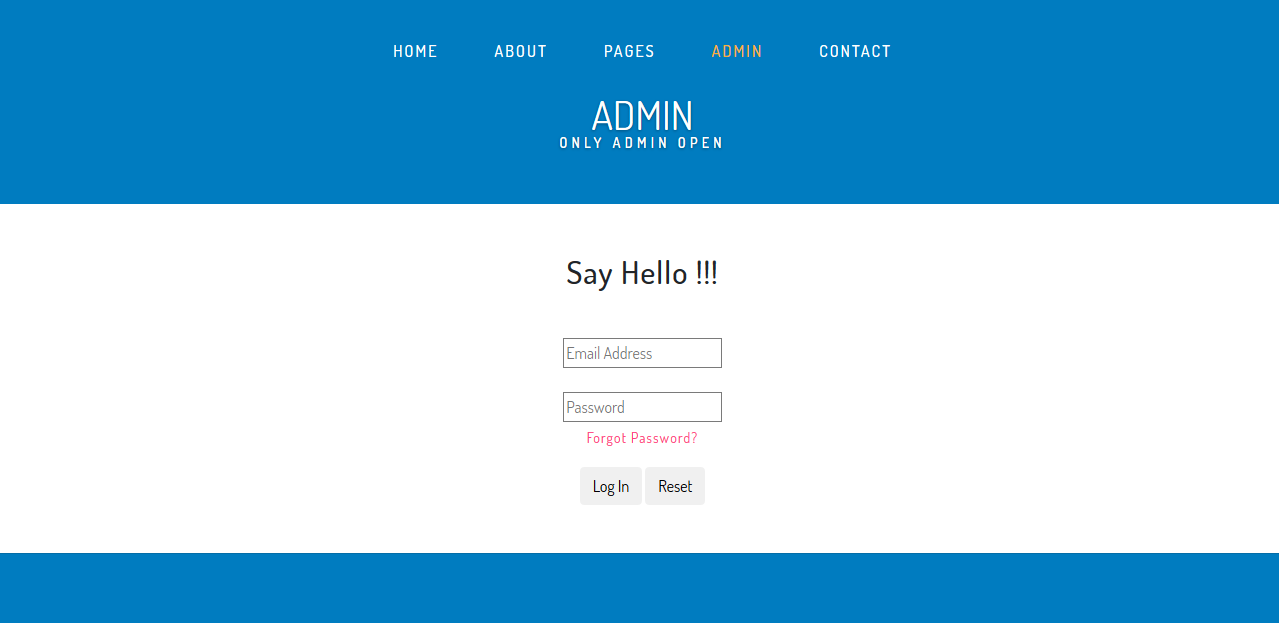 HOME ABOUT PAGES ADMIN CONTACT
ADMIN
ONLY ADMIN OPEN
Say Hello !!!
Email Address
Password
Forgot Password?
Log In Reset